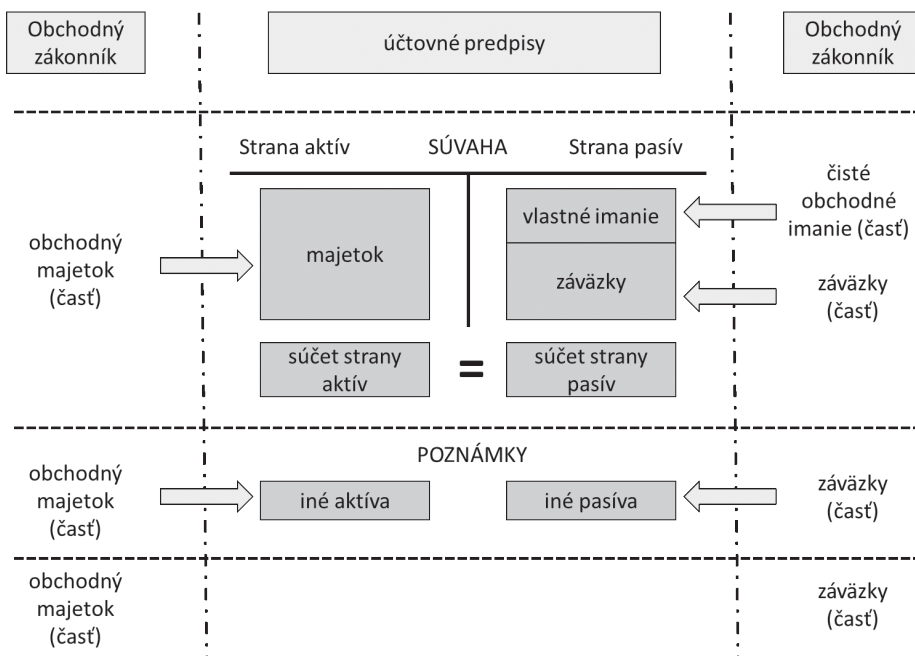 Obchodný
zákonník
účtovné predpisy
Obchodný
zákonník
Strana aktív
SÚVAHA
Strana pasív
obchodný
majetok
(časť)
majetok
vlastné imanie
záväzky
čisté
obchodné
imanie (časť)
záväzky
(časť)
súčet strany
aktív
=
súčet strany
pasív
POZNÁMKY
obchodný
majetok
(časť)
iné aktíva
iné pasíva
záväzky
(časť)
obchodný
majetok
(časť)
záväzky
(časť)